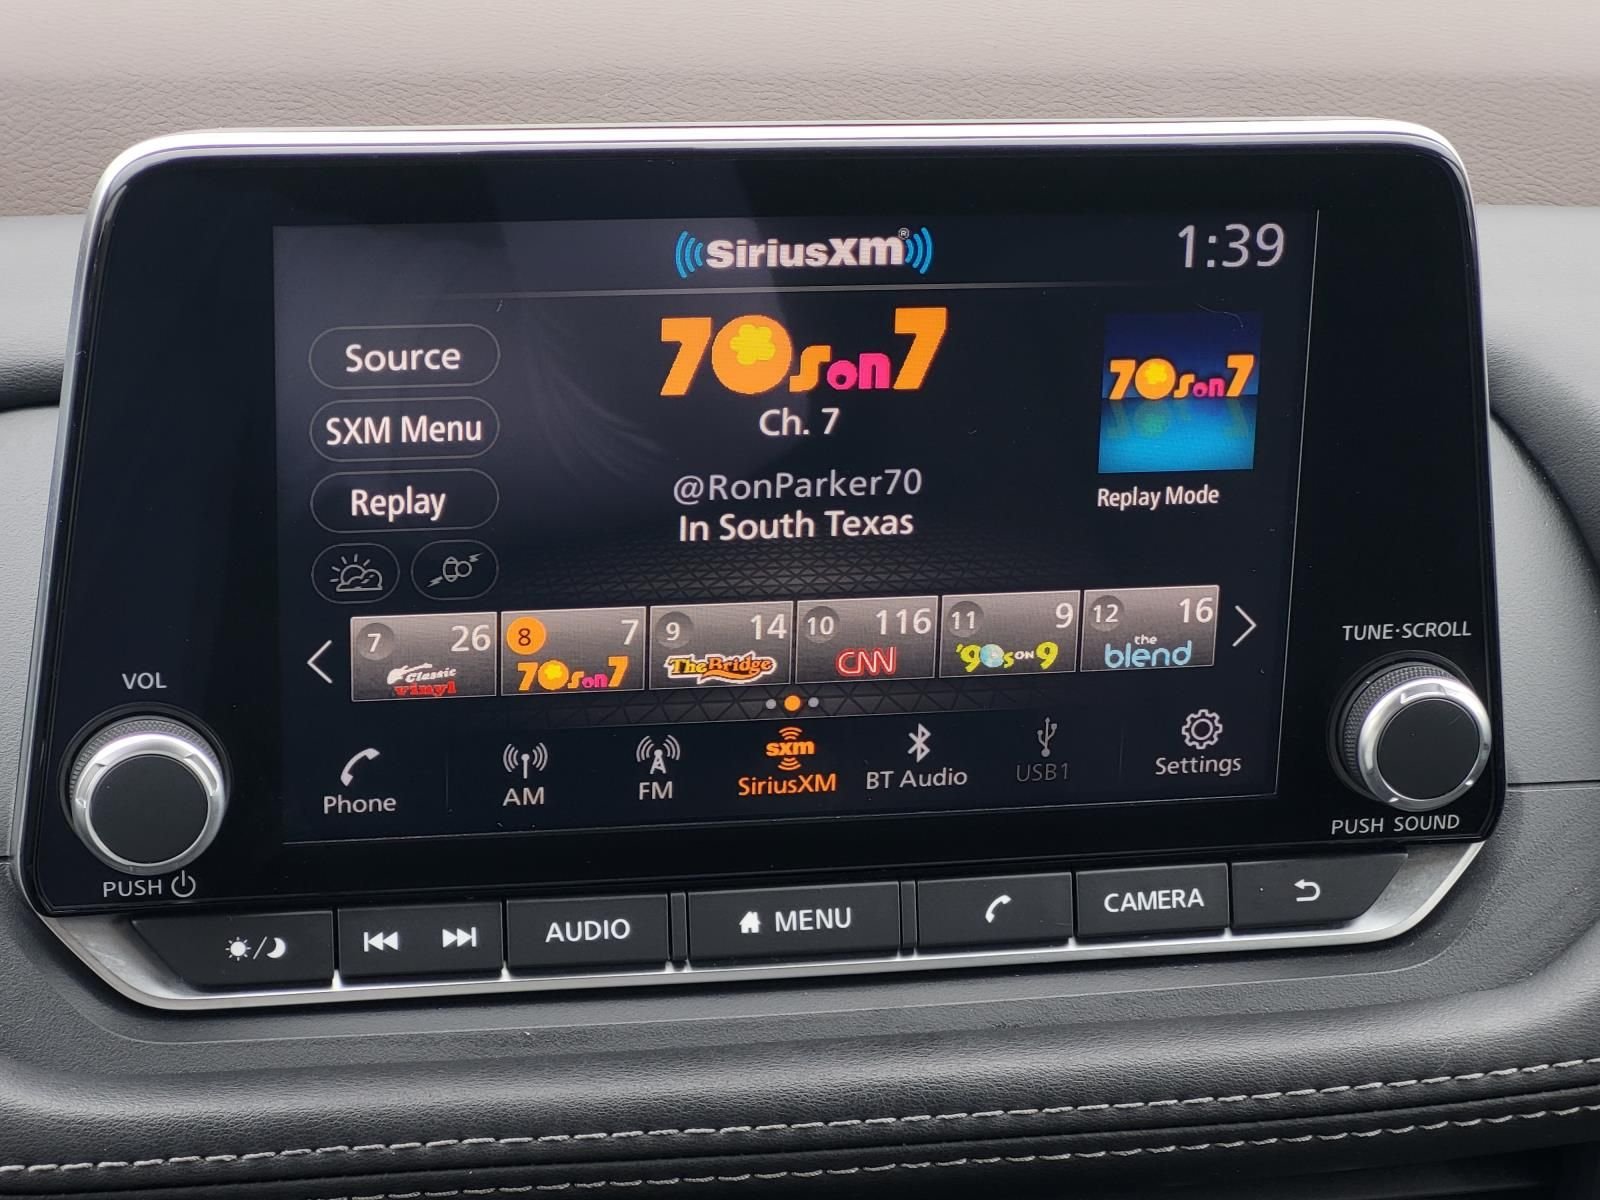 SiriusXM®
1:39
Source
SXM Menu
Replay
70s on 7
Ch. 7
@RonParker70
In South Texas
70s on 7
Replay Mode
7 26 Classic vinyl
8 7 70s on 7
9 14 The Bridge
10 116 CNN
11 9 '90s ON 9
12 16 the blend
Phone
AM
FM
sxm
SiriusXM
BT Audio
USB1
Settings
VOL
PUSH
TUNE·SCROLL
PUSH SOUND
AUDIO
MENU
CAMERA